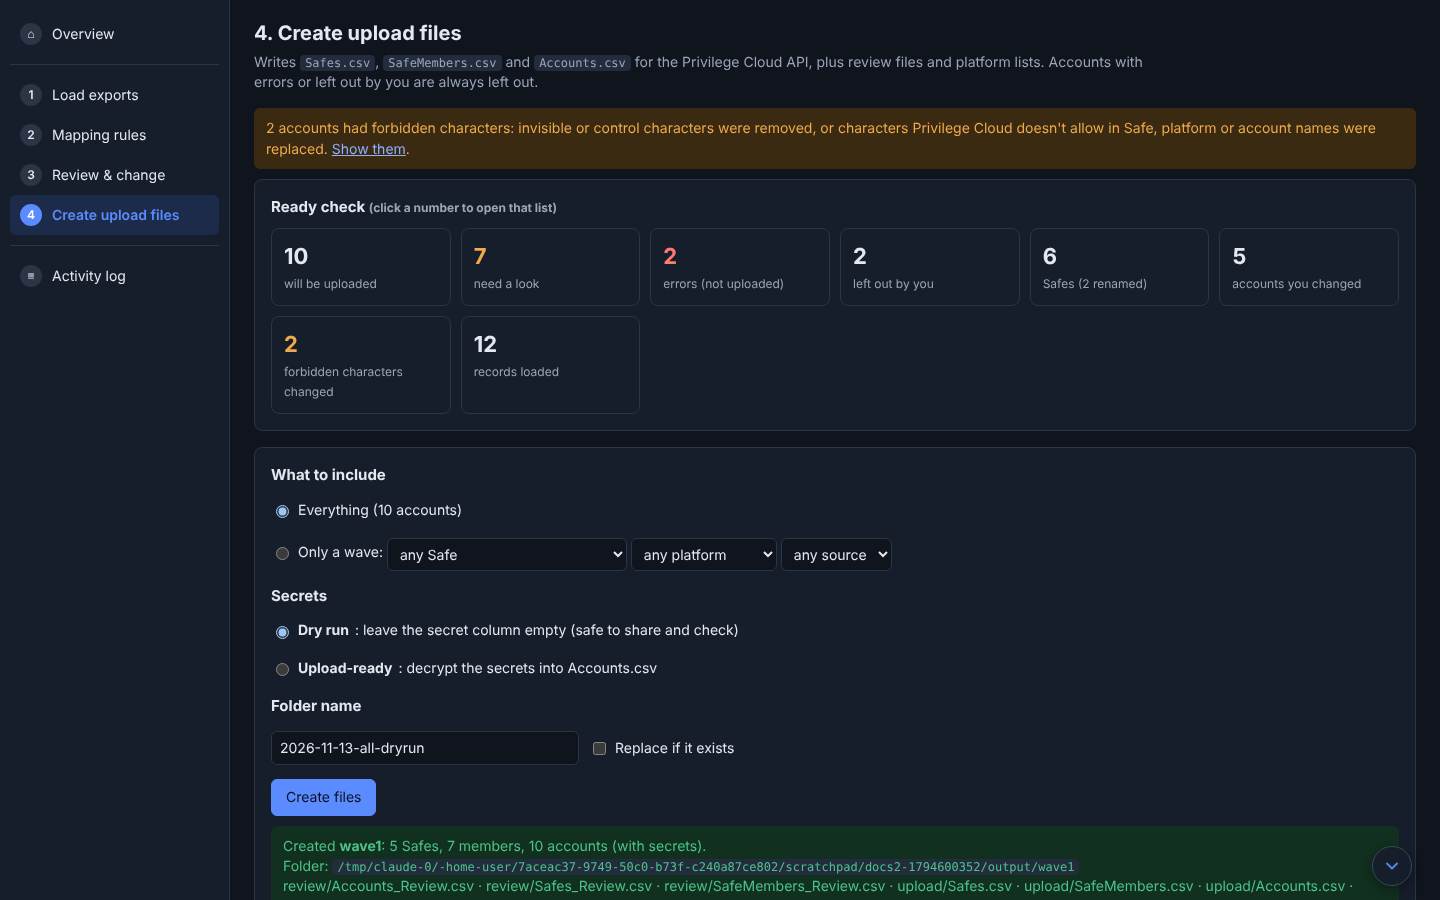 Overview
1 Load exports
2 Mapping rules
3 Review & change
4 Create upload files
Activity log
4. Create upload files
Writes Safes.csv, SafeMembers.csv and Accounts.csv for the Privilege Cloud API, plus review files and platform lists. Accounts with
errors or left out by you are always left out.
2 accounts had forbidden characters: invisible or control characters were removed, or characters Privilege Cloud doesn't allow in Safe, platform or account names were
replaced. Show them.
Ready check (click a number to open that list)
10
will be uploaded
7
need a look
2
errors (not uploaded)
2
left out by you
6
Safes (2 renamed)
5
accounts you changed
2
forbidden characters
changed
12
records loaded
What to include
Everything (10 accounts)
Only a wave: any Safe any platform any source
Secrets
Dry run : leave the secret column empty (safe to share and check)
Upload-ready : decrypt the secrets into Accounts.csv
Folder name
2026-11-13-all-dryrun Replace if it exists
Create files
Created wave1: 5 Safes, 7 members, 10 accounts (with secrets).
Folder: /tmp/claude-0/-home-user/7aceac37-9749-50c0-b73f-c240a87ce802/scratchpad/docs2-1794600352/output/wave1
review/Accounts_Review.csv · review/Safes_Review.csv · review/SafeMembers_Review.csv · upload/Safes.csv · upload/SafeMembers.csv · upload/Accounts.csv ·